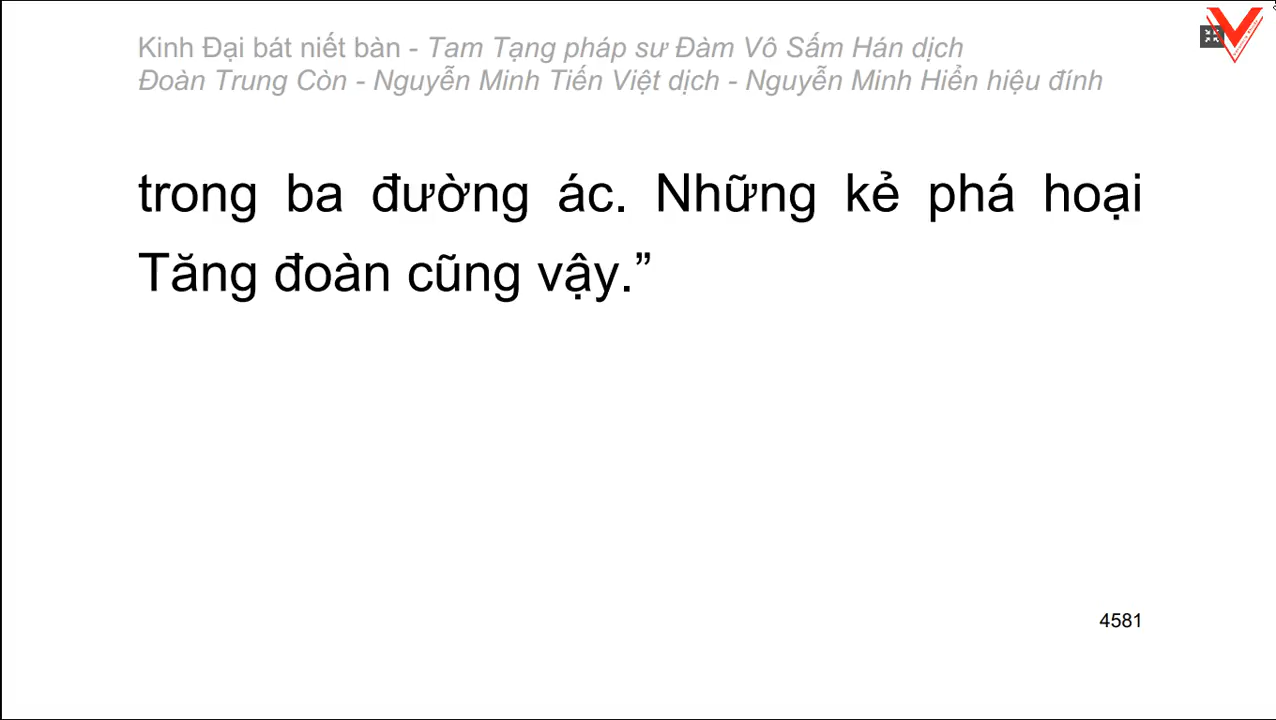 Kinh Đại bát niết bàn - Tam Tạng pháp sư Đàm Vô Sấm Hán dịch
Đoàn Trung Còn - Nguyễn Minh Tiến Việt dịch - Nguyễn Minh Hiển hiệu đính
trong ba đường ác. Những kẻ phá hoại
Tăng đoàn cũng vậy.”
4581